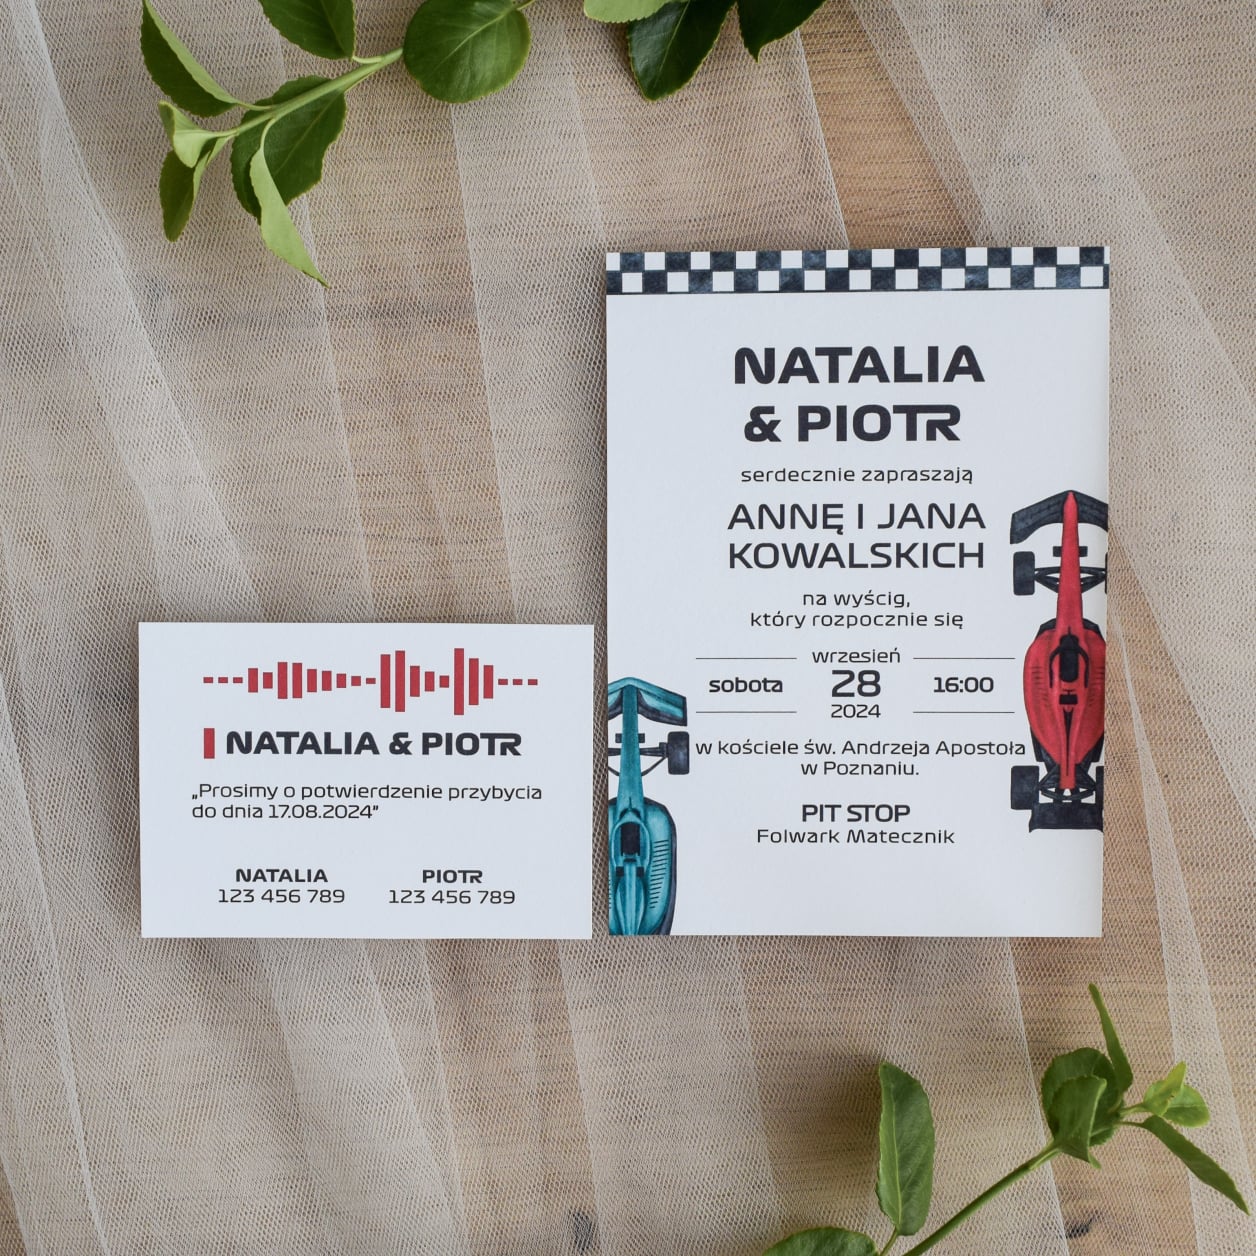 NATALIA
& PIOTR
serdecznie zapraszają
ANNĘ I JANA
KOWALSKICH
na wyścig,
który rozpocznie się
wrzesień
sobota 28 16:00
2024
w kościele św. Andrzeja Apostoła
w Poznaniu.
PIT STOP
Folwark Matecznik
NATALIA & PIOTR
„Prosimy o potwierdzenie przybycia
do dnia 17.08.2024”
NATALIA PIOTR
123 456 789 123 456 789